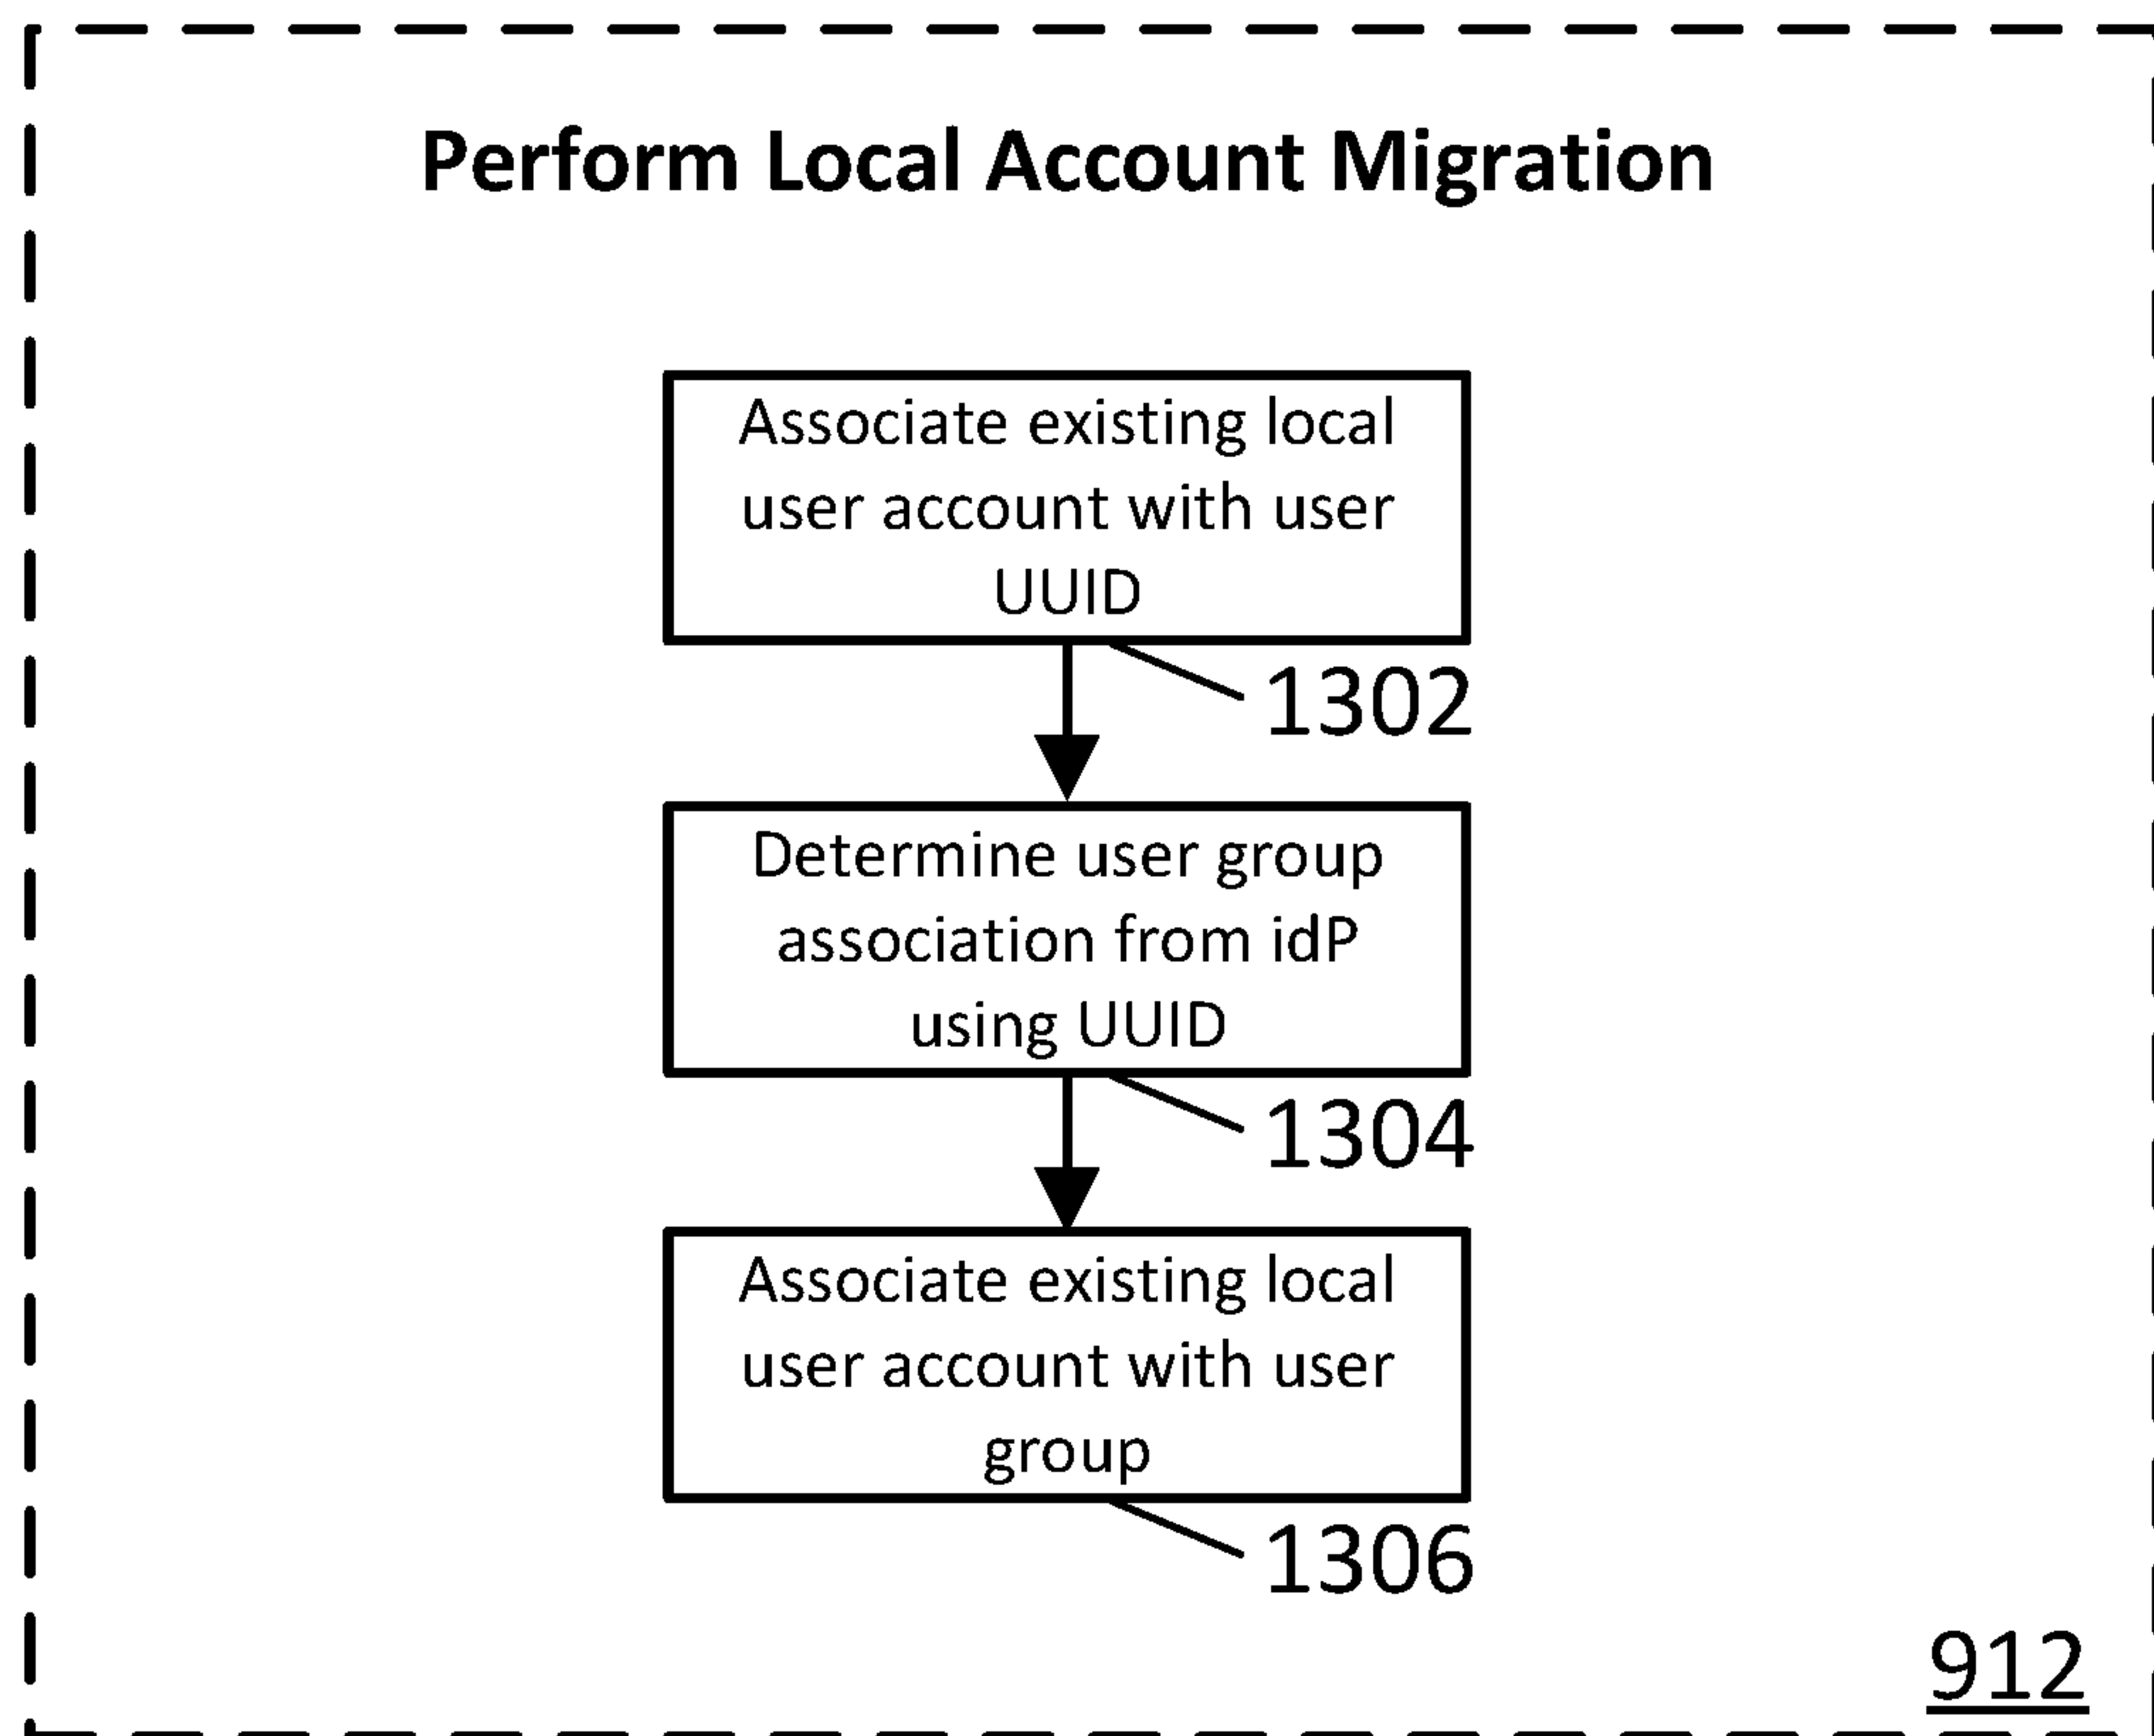 Perform Local Account Migration
Associate existing local
user account with user
UUID
1302
Determine user group
association from idP
using UUID
1304
Associate existing local
user account with user
group
1306
912